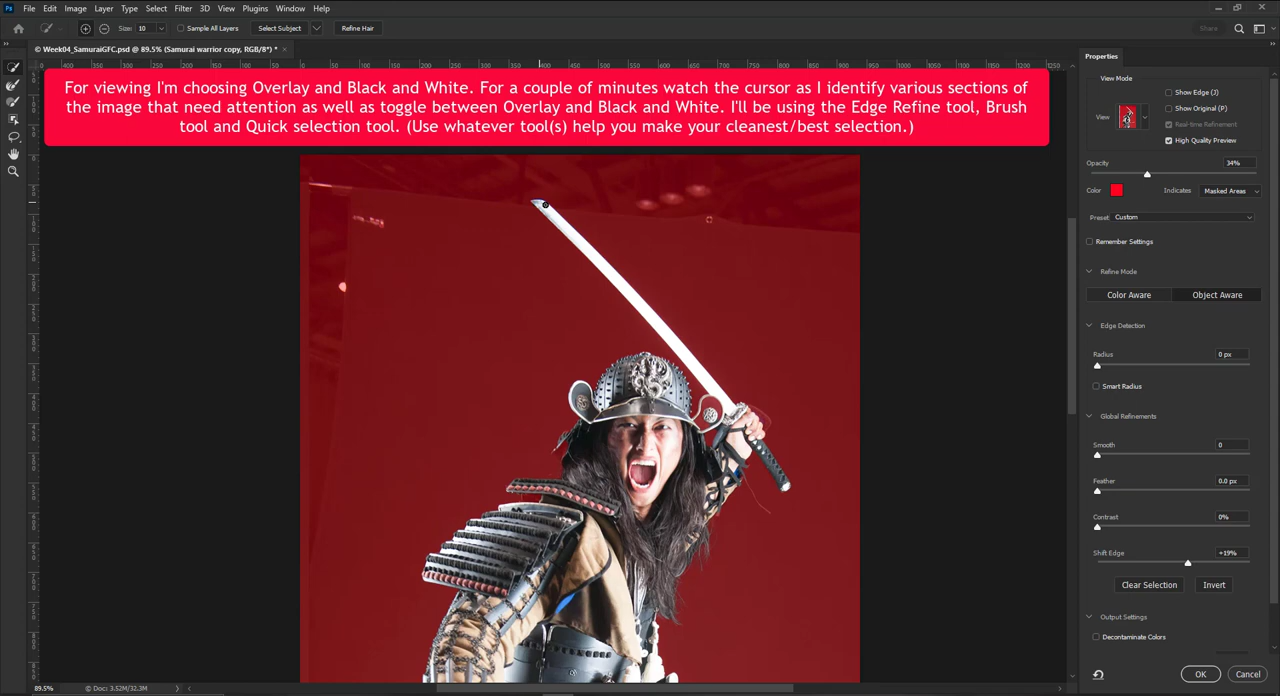 Ps File Edit Image Layer Type Select Filter 3D View Plugins Window Help
Size: 10 Sample All Layers Select Subject Refine Hair Share
© Week04_SamuraiGFC.psd @ 89.5% (Samurai warrior copy, RGB/8*) * ×
For viewing I'm choosing Overlay and Black and White. For a couple of minutes watch the cursor as I identify various sections of
the image that need attention as well as toggle between Overlay and Black and White. I'll be using the Edge Refine tool, Brush
tool and Quick selection tool. (Use whatever tool(s) help you make your cleanest/best selection.)
Properties
View Mode
Show Edge (J)
Show Original (P)
View
Real-time Refinement
High Quality Preview
Opacity 34%
Color Indicates Masked Areas
Preset: Custom
Remember Settings
Refine Mode
Color Aware Object Aware
Edge Detection
Radius 0 px
Smart Radius
Global Refinements
Smooth 0
Feather 0.0 px
Contrast 0%
Shift Edge +19%
Clear Selection Invert
Output Settings
Decontaminate Colors
OK Cancel
89.5% © Doc: 3.52M/32.3M